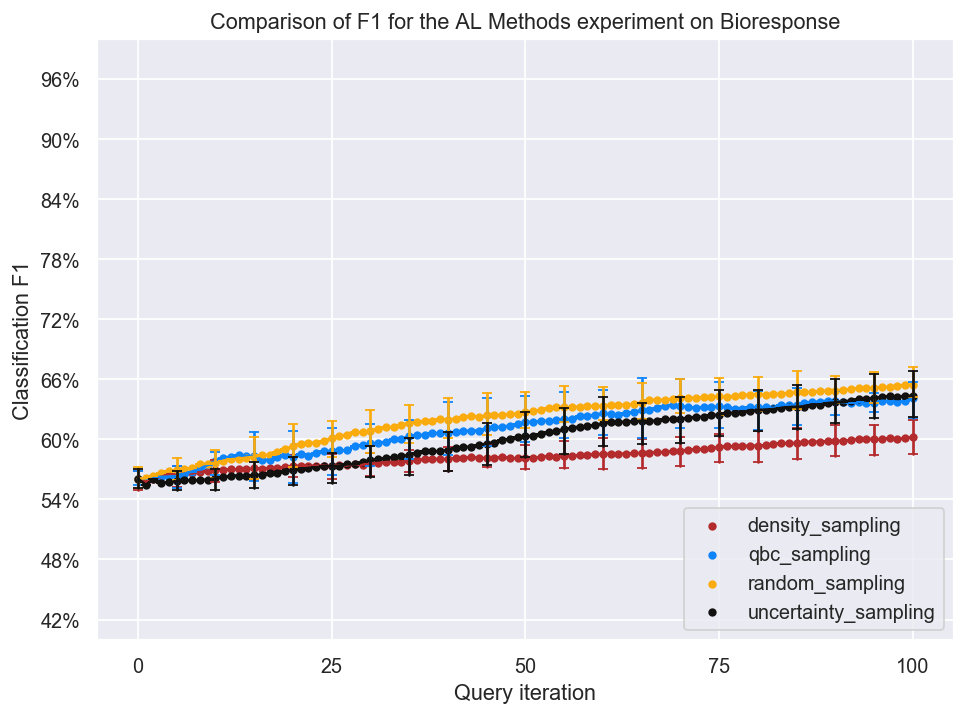 Comparison of F1 for the AL Methods experiment on Bioresponse
96%
90%
84%
78%
72%
66%
60%
54%
48%
42%
Classification F1
0
25
50
75
100
Query iteration
density_sampling
qbc_sampling
random_sampling
uncertainty_sampling